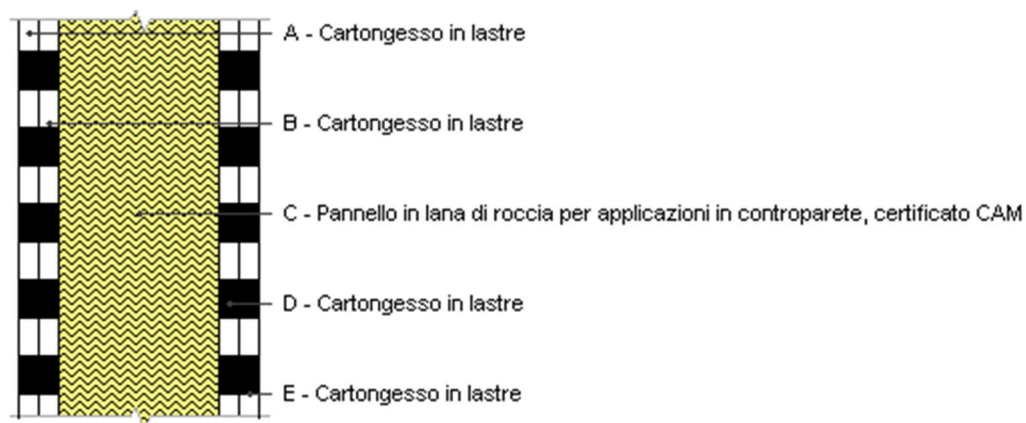 A - Cartongesso in lastre
B - Cartongesso in lastre
C - Pannello in lana di roccia per applicazioni in controparete, certificato CAM
D - Cartongesso in lastre
E - Cartongesso in lastre